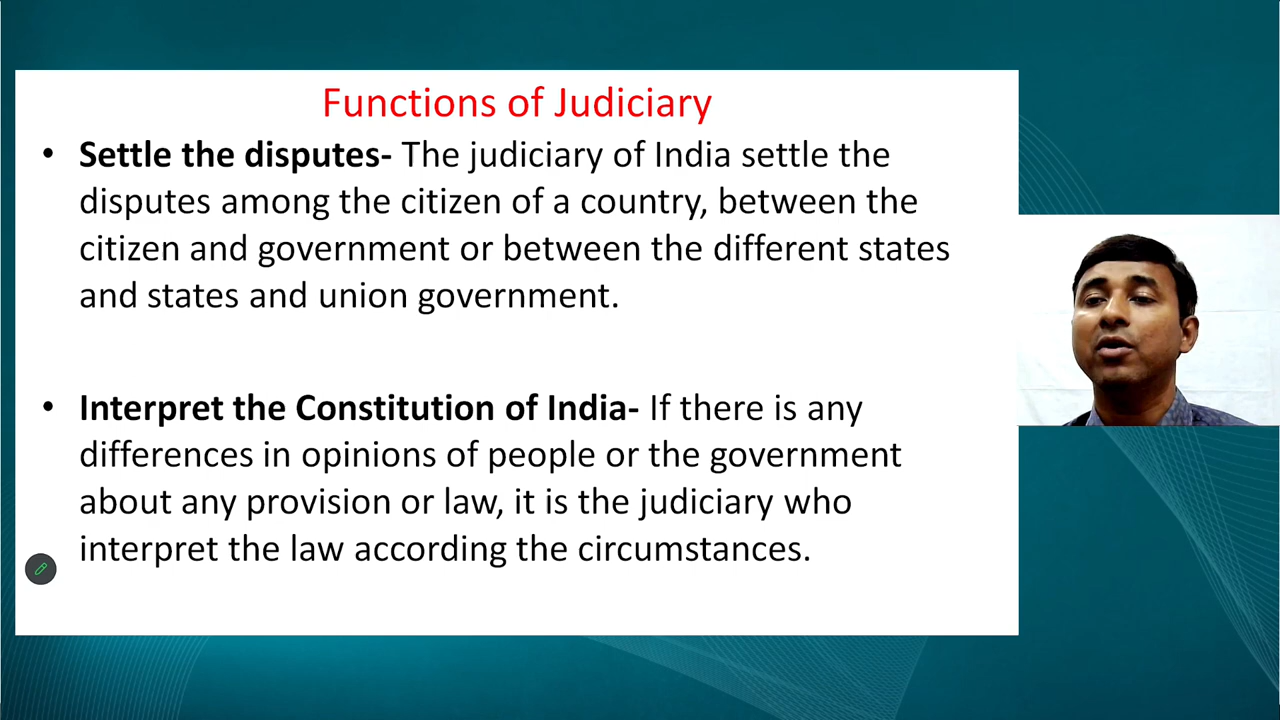 Functions of Judiciary
• Settle the disputes- The judiciary of India settle the
disputes among the citizen of a country, between the
citizen and government or between the different states
and states and union government.
• Interpret the Constitution of India- If there is any
differences in opinions of people or the government
about any provision or law, it is the judiciary who
interpret the law according the circumstances.